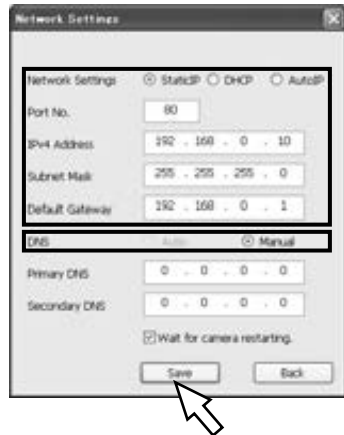 Network Settings
Network Settings StaticIP DHCP AutoIP
Port No. 80
IPv4 Address 192 . 168 . 0 . 10
Subnet Mask 255 . 255 . 255 . 0
Default Gateway 192 . 168 . 0 . 1
DNS Auto Manual
Primary DNS 0 . 0 . 0 . 0
Secondary DNS 0 . 0 . 0 . 0
Wait for camera restarting.
Save Back